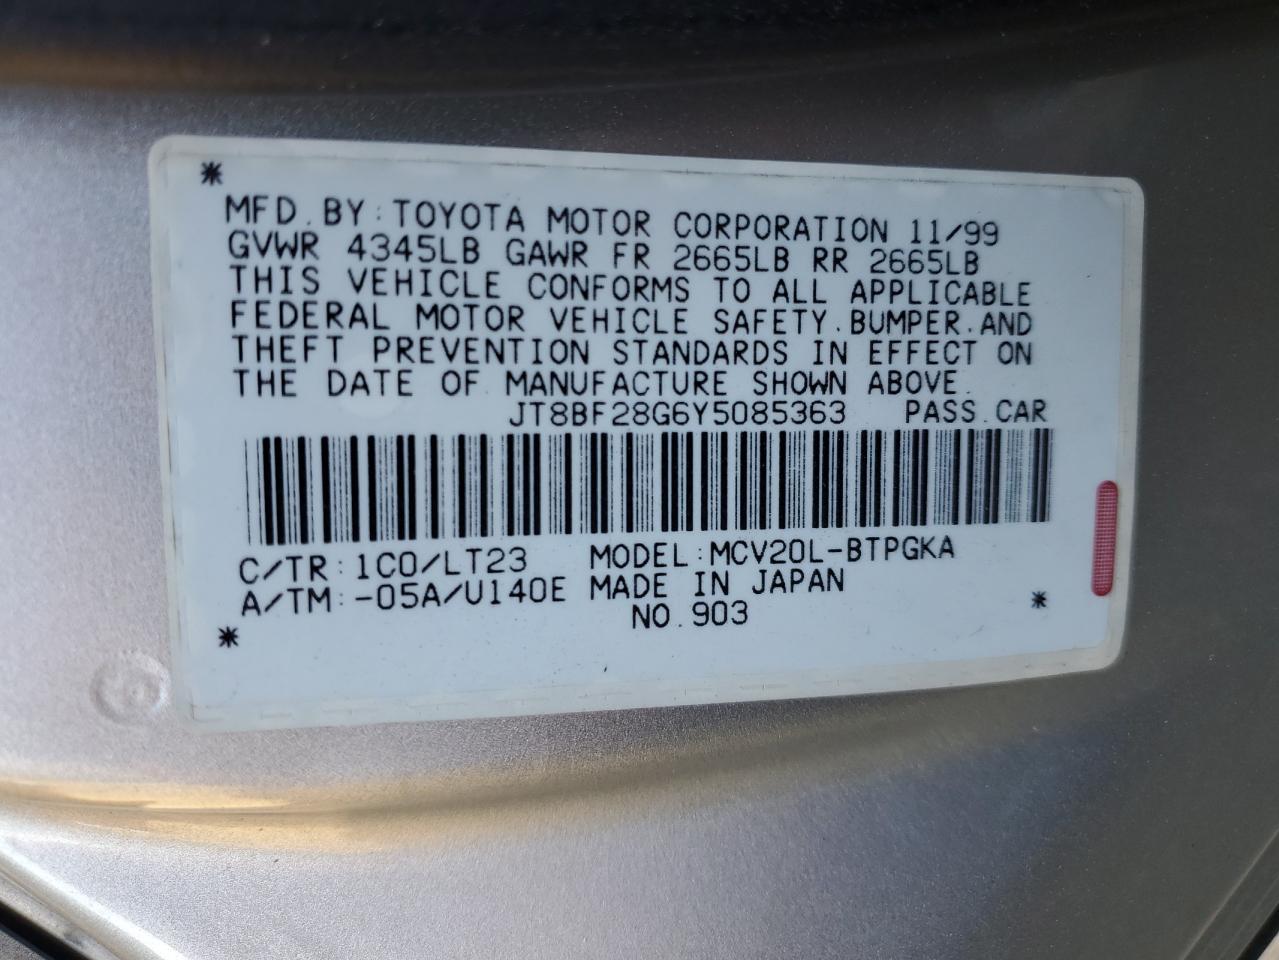 MFD. BY: TOYOTA MOTOR CORPORATION 11/99
GVWR 4345LB GAWR FR 2665LB RR 2665LB
THIS VEHICLE CONFORMS TO ALL APPLICABLE
FEDERAL MOTOR VEHICLE SAFETY. BUMPER. AND
THEFT PREVENTION STANDARDS IN EFFECT ON
THE DATE OF MANUFACTURE SHOWN ABOVE.
JT8BF28G6Y5085363 PASS. CAR
C/TR: 1C0/LT23 MODEL: MCV20L-BTPGKA
A/TM: -05A/U140E MADE IN JAPAN
NO. 903